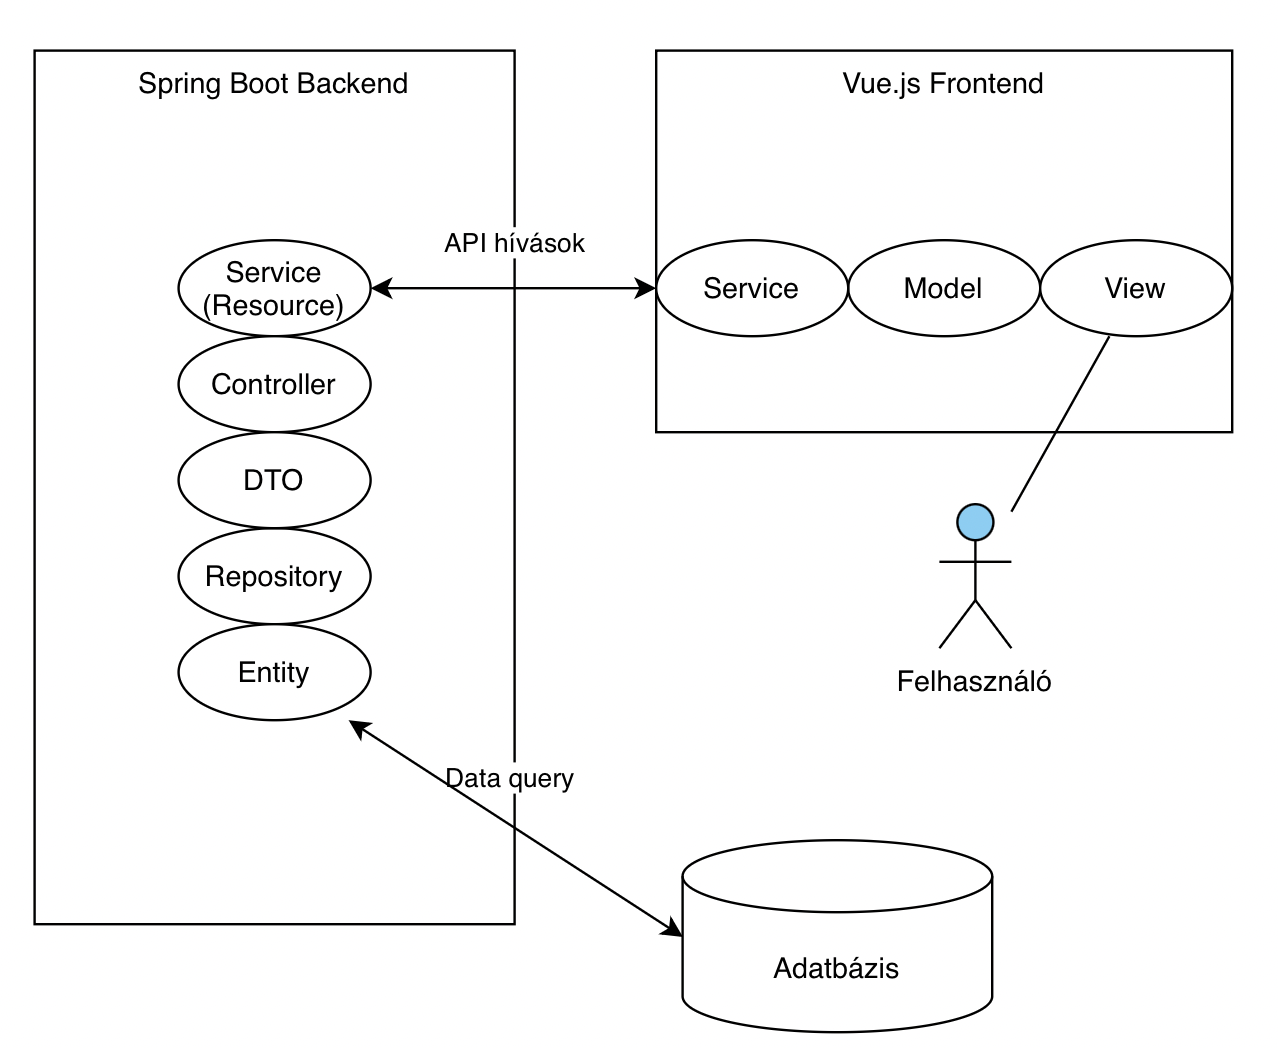 Spring Boot Backend
Vue.js Frontend
API hívások
Service
(Resource)
Service
Model
View
Controller
DTO
Repository
Entity
Felhasználó
Data query
Adatbázis